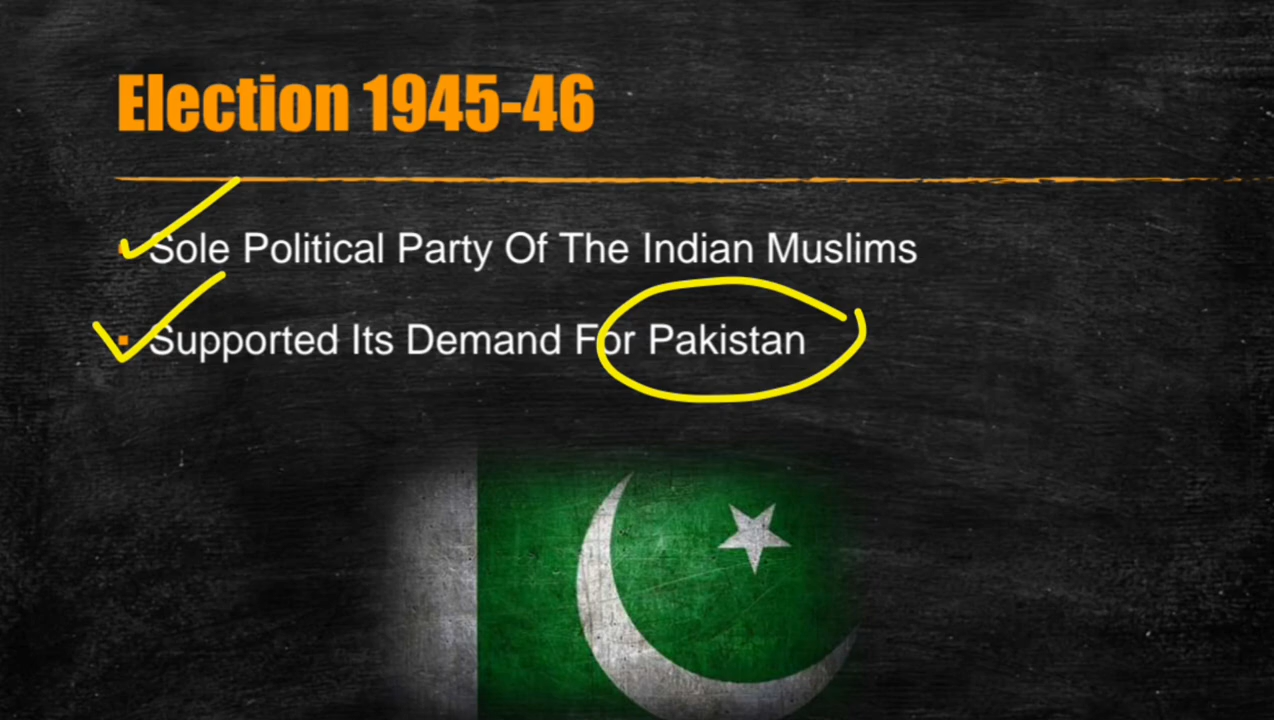 Election 1945-46
Sole Political Party Of The Indian Muslims
Supported Its Demand For Pakistan